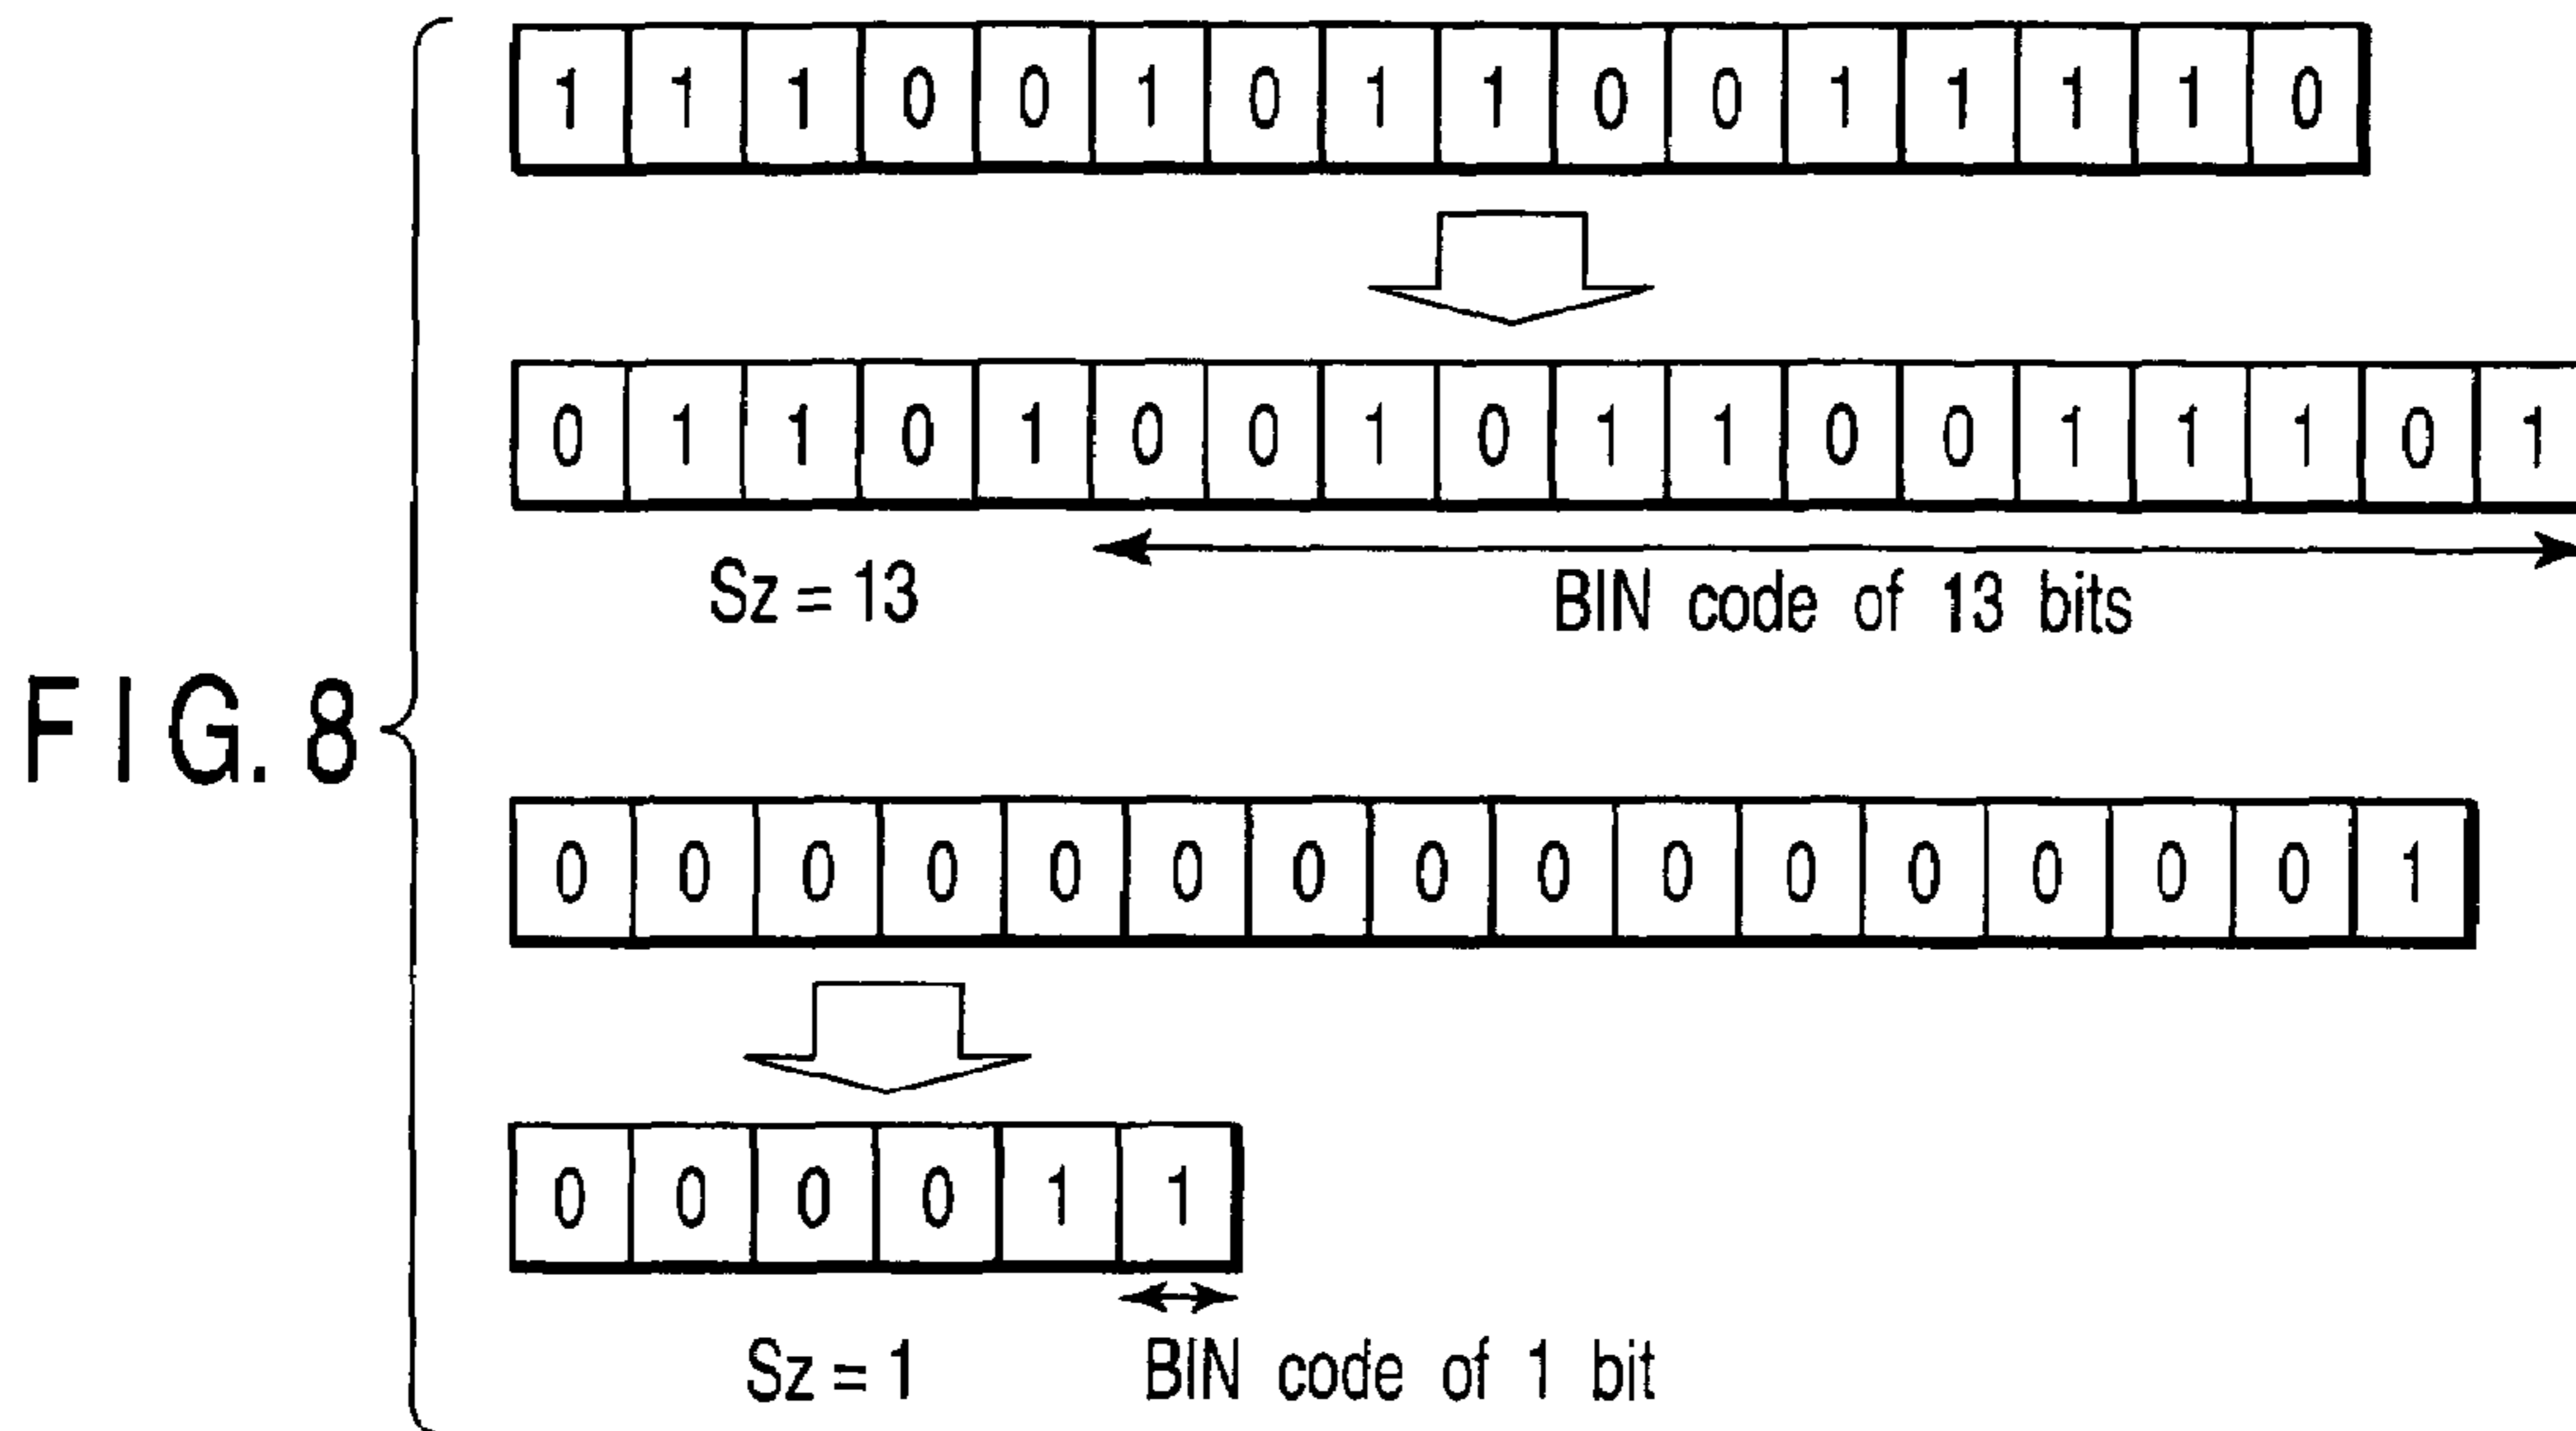 1 1 1 0 0 1 0 1 1 0 0 1 1 1 1 0
0 1 1 0 1 0 0 1 0 1 1 0 0 1 1 1 0 1
Sz = 13 BIN code of 13 bits
FIG. 8
0 0 0 0 0 0 0 0 0 0 0 0 0 0 0 1
0 0 0 0 1 1
Sz = 1 BIN code of 1 bit